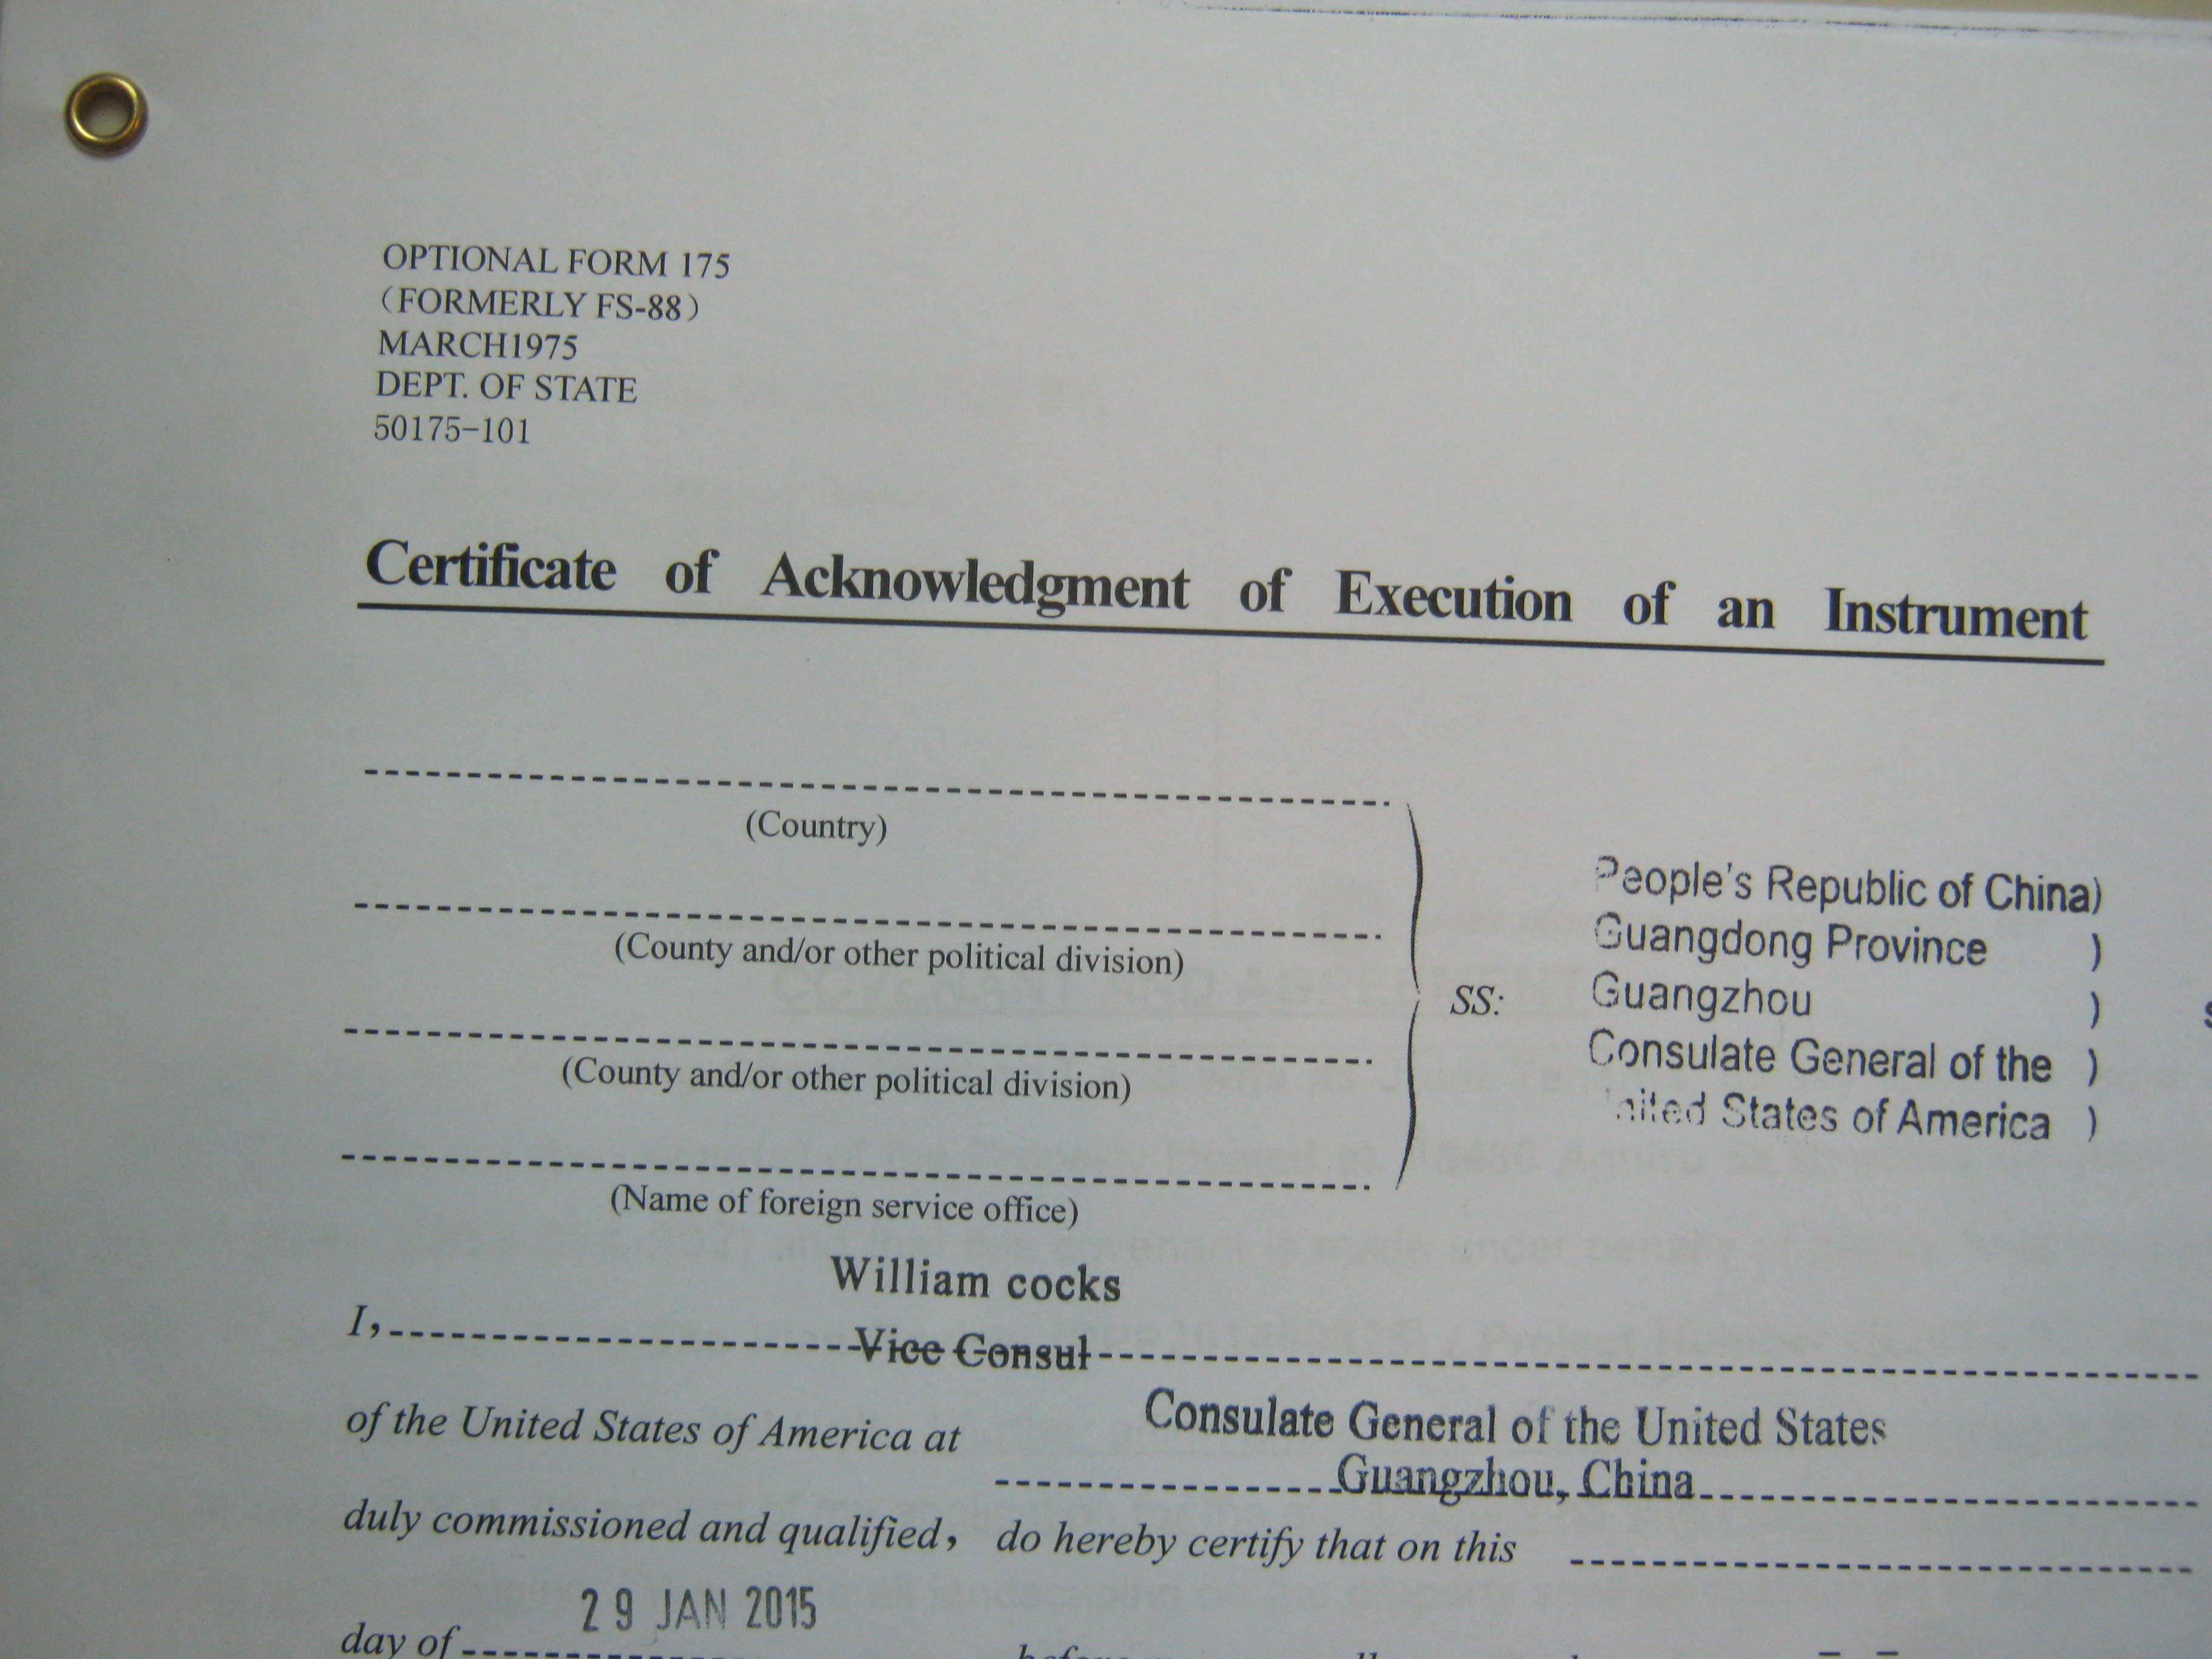 OPTIONAL FORM 175
(FORMERLY FS-88)
MARCH1975
DEPT. OF STATE
50175-101
Certificate of Acknowledgment of Execution of an Instrument
(Country)
(County and/or other political division)
(County and/or other political division)
(Name of foreign service office)
SS:
People's Republic of China)
Guangdong Province )
Guangzhou )
Consulate General of the )
United States of America )
William cocks
I, Vice Consul
of the United States of America at Consulate General of the United States
Guangzhou, China
duly commissioned and qualified, do hereby certify that on this
29 JAN 2015
day of